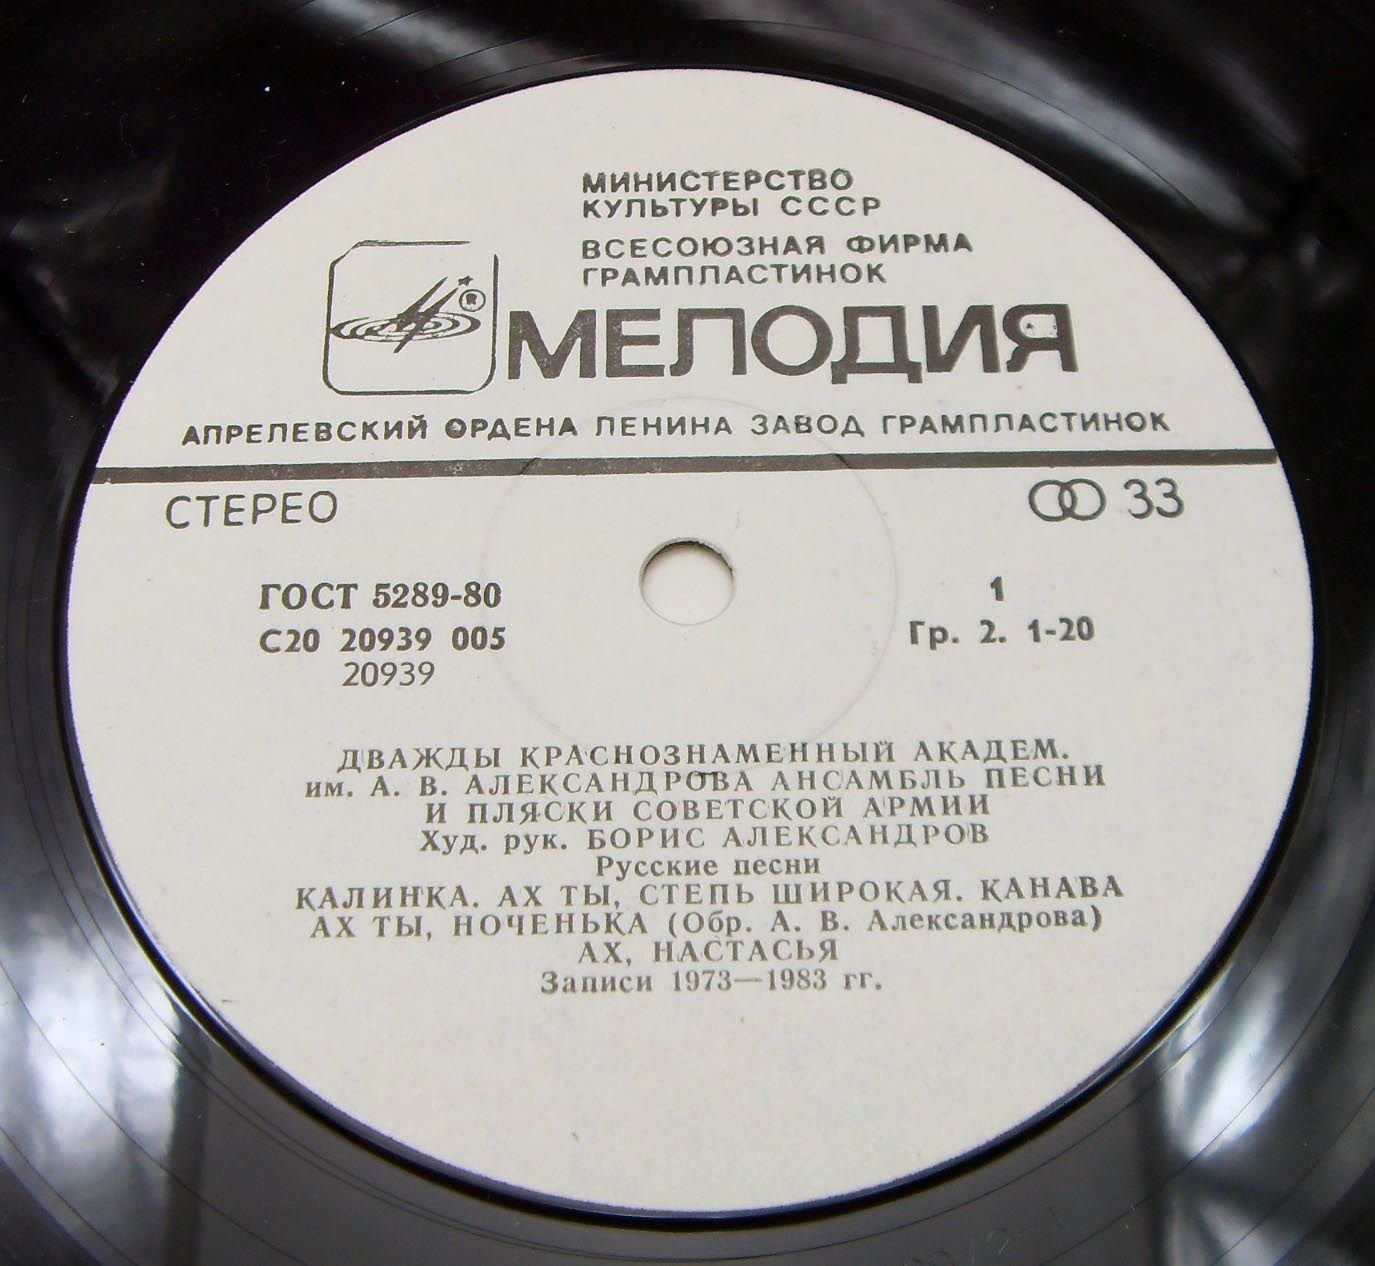 МИНИСТЕРСТВО
КУЛЬТУРЫ СССР
ВСЕСОЮЗНАЯ ФИРМА
ГРАМПЛАСТИНОК
МЕЛОДИЯ
АПРЕЛЕВСКИЙ ОРДЕНА ЛЕНИНА ЗАВОД ГРАМПЛАСТИНОК
СТЕРЕО
33
ГОСТ 5289-80
1
С20 20939 005
Гр. 2. 1-20
20939
ДВАЖДЫ КРАСНОЗНАМЕННЫЙ АКАДЕМ.
им. А. В. АЛЕКСАНДРОВА АНСАМБЛЬ ПЕСНИ
И ПЛЯСКИ СОВЕТСКОЙ АРМИИ
Худ. рук. БОРИС АЛЕКСАНДРОВ
Русские песни
КАЛИНКА. АХ ТЫ, СТЕПЬ ШИРОКАЯ. КАНАВА
АХ ТЫ, НОЧЕНЬКА (Обр. А. В. Александрова)
АХ, НАСТАСЬЯ
Записи 1973—1983 гг.